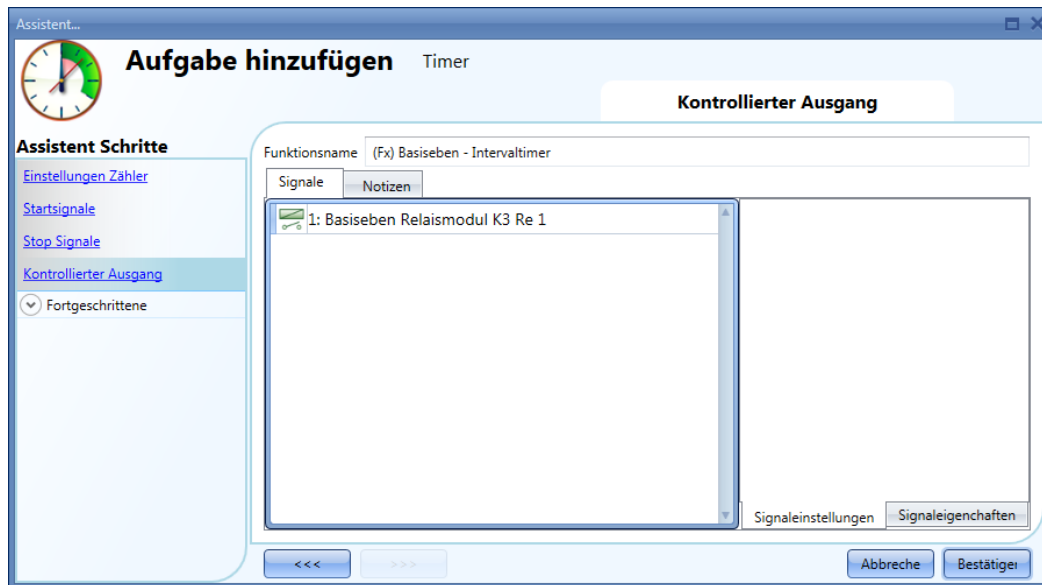 Assistent...
Aufgabe hinzufügen Timer
Kontrollierter Ausgang
Assistent Schritte
Einstellungen Zähler
Startsignale
Stop Signale
Kontrollierter Ausgang
Fortgeschrittene
Funktionsname (Fx) Basiseben - Intervaltimer
Signale Notizen
1: Basiseben Relaismodul K3 Re 1
Signaleinstellungen Signaleigenchaften
<<< >>> Abbreche Bestätiger